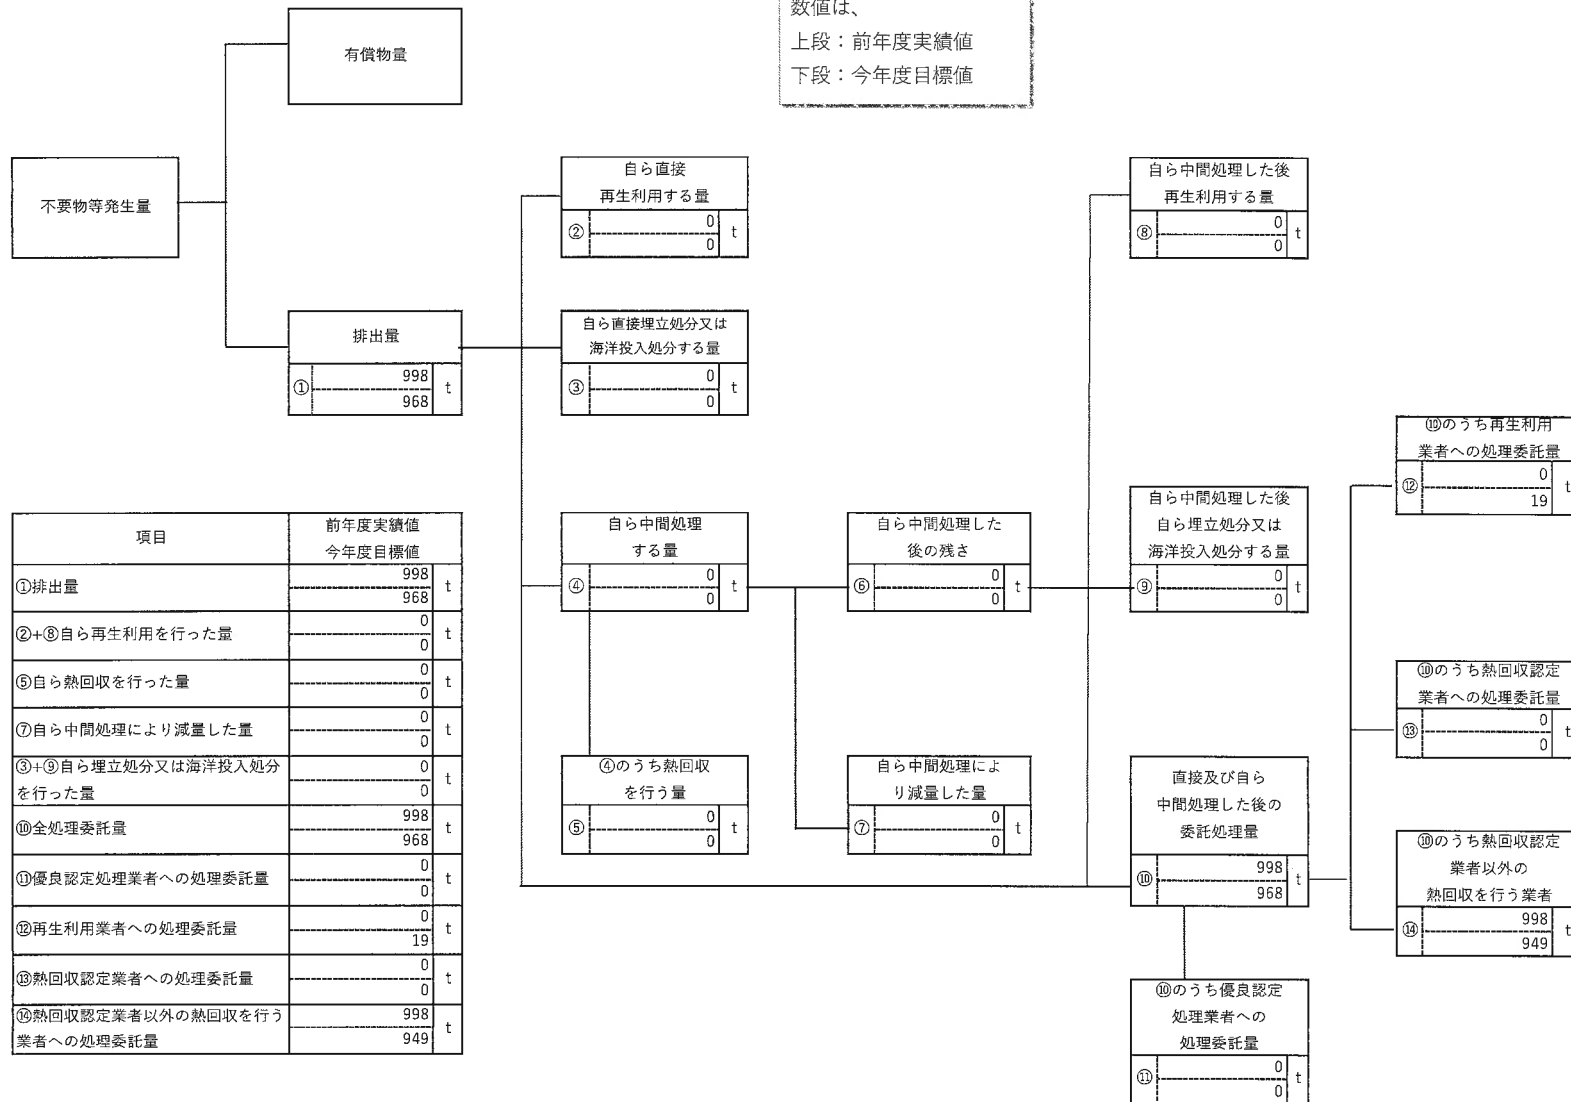 数値は、
上段：前年度実績値
下段：今年度目標値
有償物量
不要物等発生量
排出量
① 998 t
968
自ら直接
再生利用する量
② 0 t
0
自ら直接埋立処分又は
海洋投入処分する量
③ 0 t
0
自ら中間処理
する量
④ 0 t
0
④のうち熱回収
を行う量
⑤ 0 t
0
自ら中間処理した
後の残さ
⑥ 0 t
0
自ら中間処理によ
り減量した量
⑦ 0 t
0
自ら中間処理した後
再生利用する量
⑧ 0 t
0
自ら中間処理した後
自ら埋立処分又は
海洋投入処分する量
⑨ 0 t
0
直接及び自ら
中間処理した後の
委託処理量
⑩ 998 t
968
⑩のうち優良認定
処理業者への
処理委託量
⑪ 0 t
0
⑩のうち再生利用
業者への処理委託量
⑫ 0 t
19
⑩のうち熱回収認定
業者への処理委託量
⑬ 0 t
0
⑩のうち熱回収認定
業者以外の
熱回収を行う業者
⑭ 998 t
949
項目 前年度実績値
今年度目標値
①排出量 998 t
968
②+⑧自ら再生利用を行った量 0 t
0
⑤自ら熱回収を行った量 0 t
0
⑦自ら中間処理により減量した量 0 t
0
③+⑨自ら埋立処分又は海洋投入処分 0 t
を行った量 0
⑩全処理委託量 998 t
968
⑪優良認定処理業者への処理委託量 0 t
0
⑫再生利用業者への処理委託量 0 t
19
⑬熱回収認定業者への処理委託量 0 t
0
⑭熱回収認定業者以外の熱回収を行う 998 t
業者への処理委託量 949